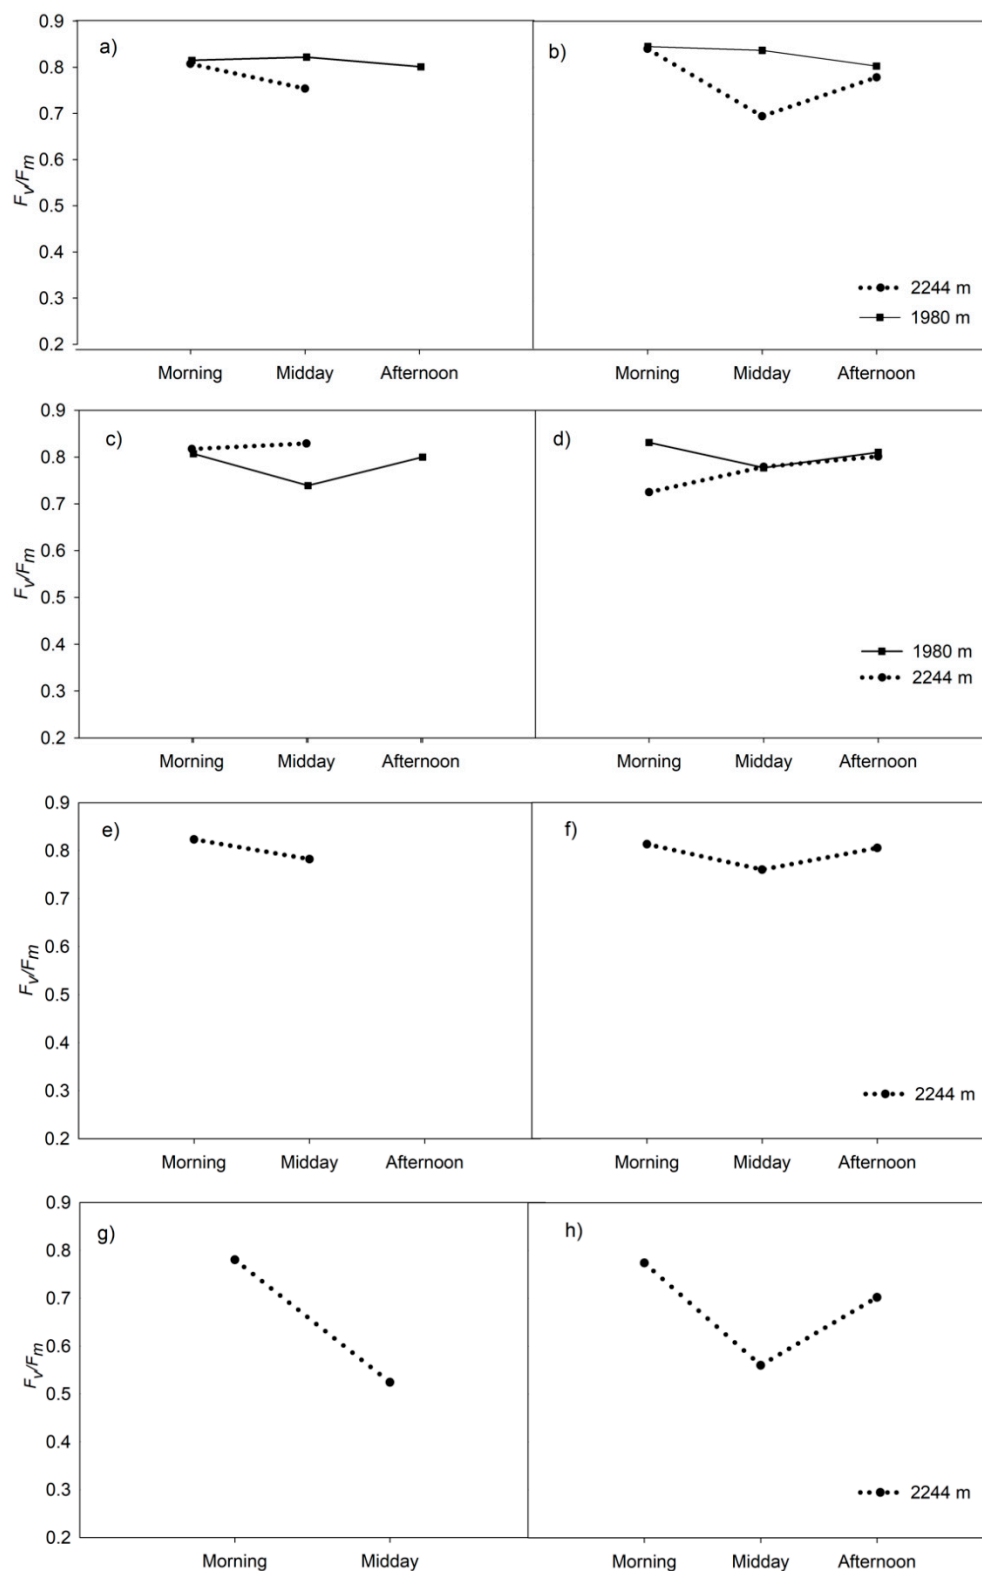 0.9
0.8
0.7
0.6
0.5
0.4
0.3
0.2
Fv/Fm
a)
b)
2244 m
1980 m
Morning Midday Afternoon Morning Midday Afternoon
0.9
0.8
0.7
0.6
0.5
0.4
0.3
0.2
Fv/Fm
c)
d)
1980 m
2244 m
Morning Midday Afternoon Morning Midday Afternoon
0.9
0.8
0.7
0.6
0.5
0.4
0.3
0.2
Fv/Fm
e)
f)
2244 m
Morning Midday Afternoon Morning Midday Afternoon
0.9
0.8
0.7
0.6
0.5
0.4
0.3
0.2
Fv/Fm
g)
h)
2244 m
Morning Midday Morning Midday Afternoon